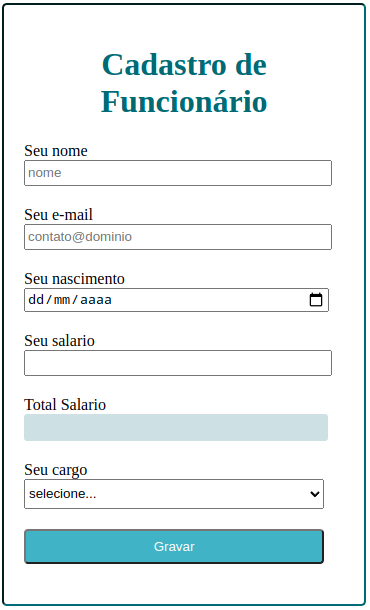 Cadastro de
Funcionário
Seu nome
nome
Seu e-mail
contato@dominio
Seu nascimento
dd/mm/aaaa
Seu salario
Total Salario
Seu cargo
selecione...
Gravar